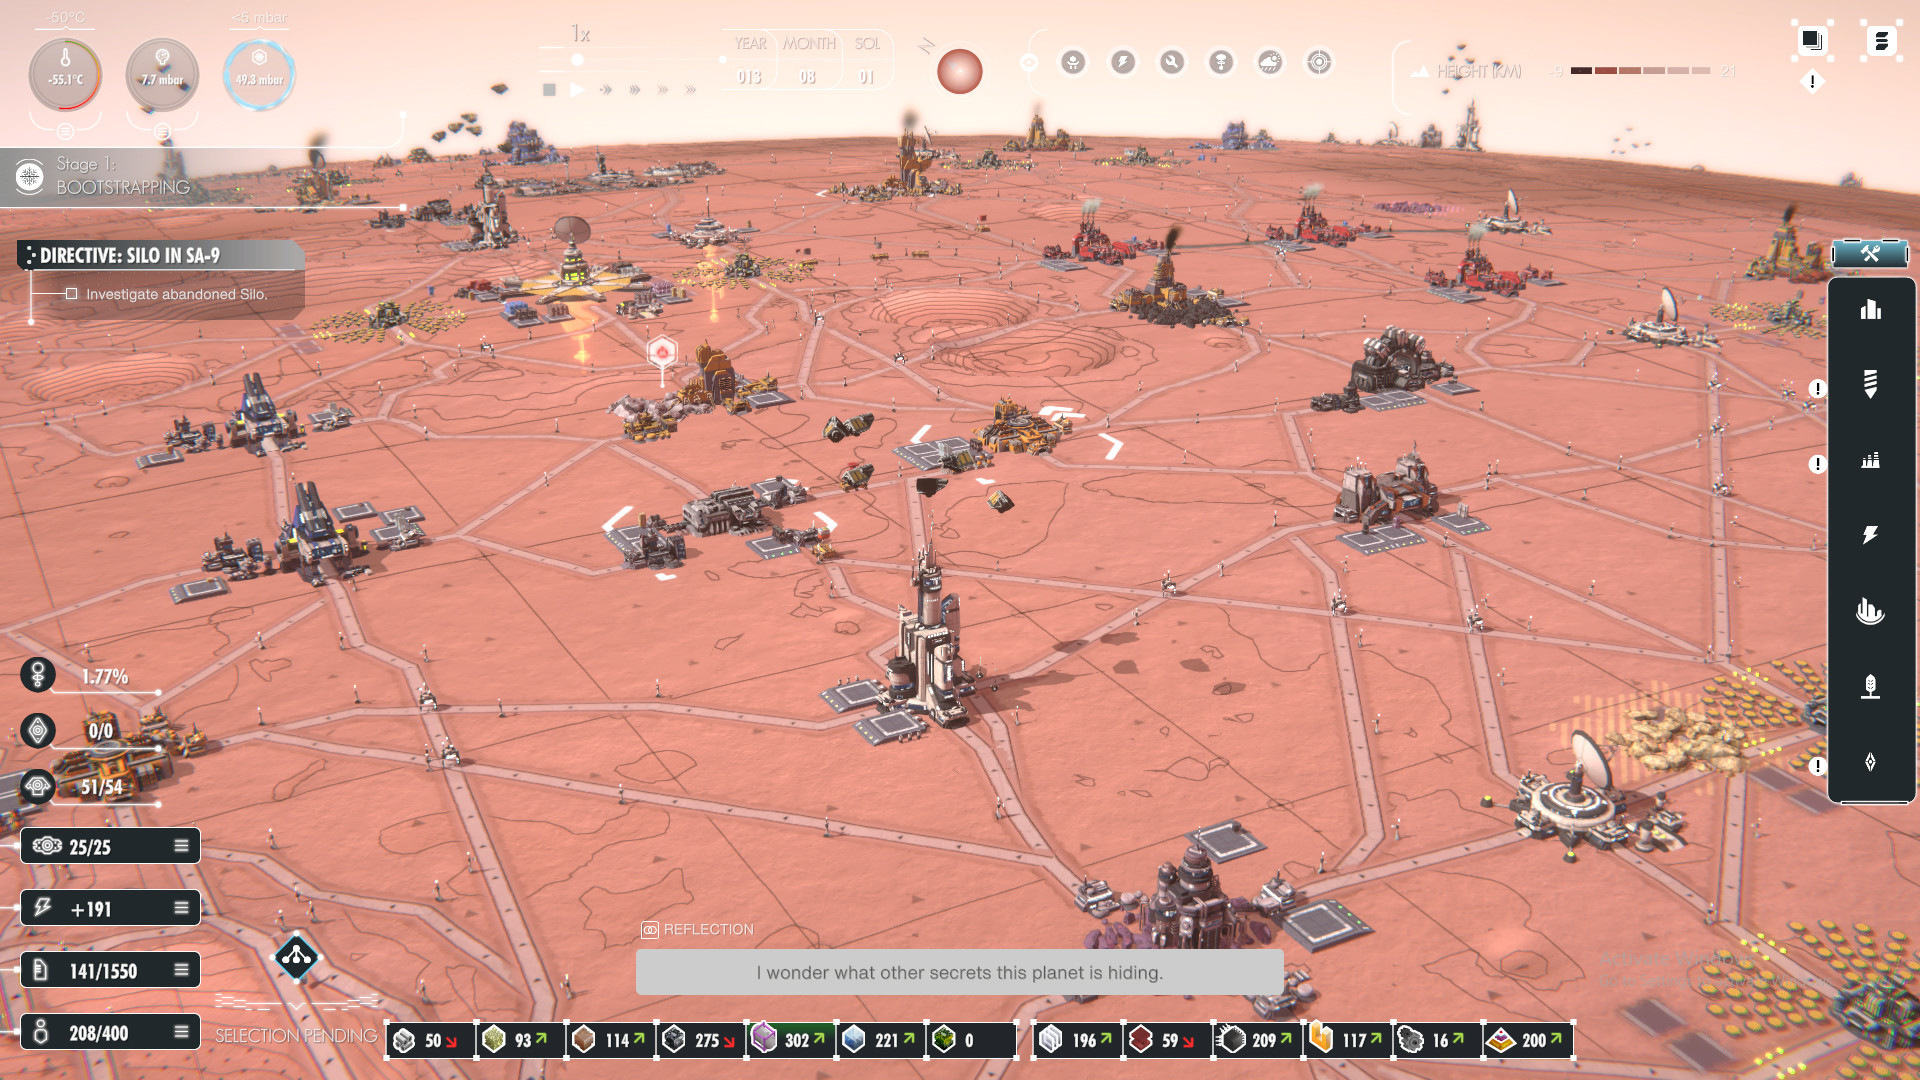 -50°C
<5 mbar
-55.1°C
7.7 mbar
49.3 mbar
1x
YEAR MONTH SOL
013 08 01
HEIGHT (KM) -9 21
Stage 1:
BOOTSTRAPPING
DIRECTIVE: SILO IN SA-9
Investigate abandoned Silo.
1.77%
0/0
51/54
25/25
+191
141/1550
208/400
REFLECTION
I wonder what other secrets this planet is hiding.
SELECTION PENDING
50 93 114 275 302 221 0 196 59 209 117 16 200